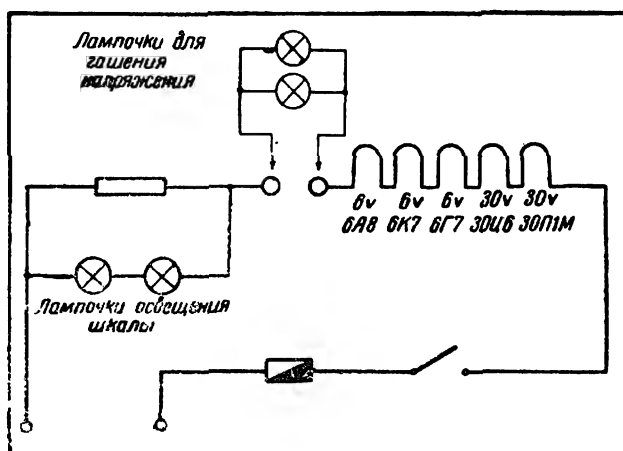 Лампочки для
гашения
напряжения
6v 6v 6v 30v 30v
6А8 6К7 6Г7 30Ц6 30П1М
Лампочки освещения
шкалы